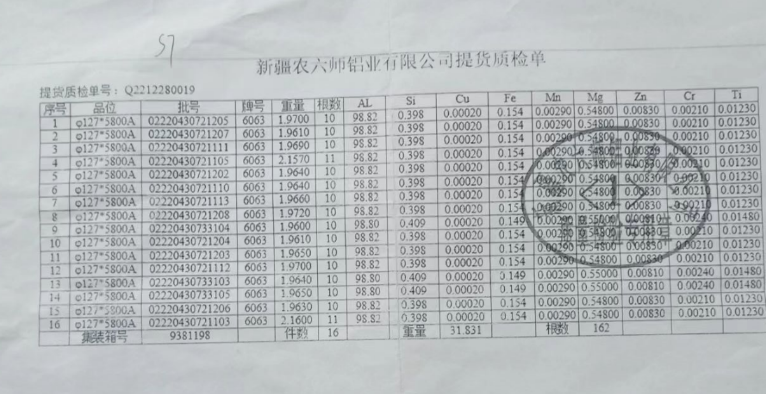 57
新疆农六师铝业有限公司提货质检单
提货质检单号：Q2212280019
序号 品位 批号 牌号 重量 根数 AL Si Cu Fe Mn Mg Zn Cr Ti
1 φ127*5800A 02220430721205 6063 1.9700 10 98.82 0.398 0.00020 0.154 0.00290 0.54800 0.00830 0.00210 0.01230
2 φ127*5800A 02220430721207 6063 1.9610 10 98.82 0.398 0.00020 0.154 0.00290 0.54800 0.00830 0.00210 0.01230
3 φ127*5800A 02220430721111 6063 1.9690 10 98.82 0.398 0.00020 0.154 0.00290 0.54800 0.00830 0.00210 0.01230
4 φ127*5800A 02220430721105 6063 2.1570 11 98.82 0.398 0.00020 0.154 0.00290 0.54800 0.00830 0.00210 0.01230
5 φ127*5800A 02220430721202 6063 1.9640 10 98.82 0.398 0.00020 0.154 0.00290 0.54800 0.00830 0.00210 0.01230
6 φ127*5800A 02220430721110 6063 1.9640 10 98.82 0.398 0.00020 0.154 0.00290 0.54800 0.00830 0.00210 0.01230
7 φ127*5800A 02220430721113 6063 1.9660 10 98.82 0.398 0.00020 0.154 0.00290 0.54800 0.00830 0.00210 0.01230
8 φ127*5800A 02220430721208 6063 1.9720 10 98.82 0.398 0.00020 0.154 0.00290 0.54800 0.00830 0.00210 0.01230
9 φ127*5800A 02220430733104 6063 1.9600 10 98.80 0.409 0.00020 0.149 0.00290 0.55000 0.00810 0.00240 0.01480
10 φ127*5800A 02220430721204 6063 1.9610 10 98.82 0.398 0.00020 0.154 0.00290 0.54800 0.00830 0.00210 0.01230
11 φ127*5800A 02220430721203 6063 1.9650 10 98.82 0.398 0.00020 0.154 0.00290 0.54800 0.00830 0.00210 0.01230
12 φ127*5800A 02220430721112 6063 1.9700 10 98.82 0.398 0.00020 0.154 0.00290 0.54800 0.00830 0.00210 0.01230
13 φ127*5800A 02220430733103 6063 1.9640 10 98.80 0.409 0.00020 0.149 0.00290 0.55000 0.00810 0.00240 0.01480
14 φ127*5800A 02220430733105 6063 1.9650 10 98.80 0.409 0.00020 0.149 0.00290 0.55000 0.00810 0.00240 0.01480
15 φ127*5800A 02220430721206 6063 1.9630 10 98.82 0.398 0.00020 0.154 0.00290 0.54800 0.00830 0.00210 0.01230
16 φ127*5800A 02220430721103 6063 2.1600 11 98.82 0.398 0.00020 0.154 0.00290 0.54800 0.00830 0.00210 0.01230
集装箱号 9381198 件数 16 重量 31.831 根数 162